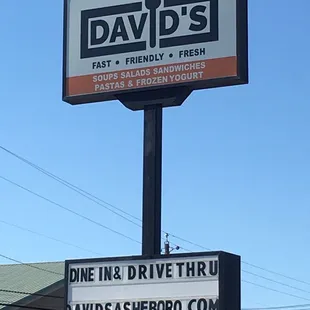 DAVID'S
FAST • FRIENDLY • FRESH
SOUPS SALADS SANDWICHES
PASTAS & FROZEN YOGURT
DINE IN& DRIVE THRU
DAVIDSASHEBORO.COM